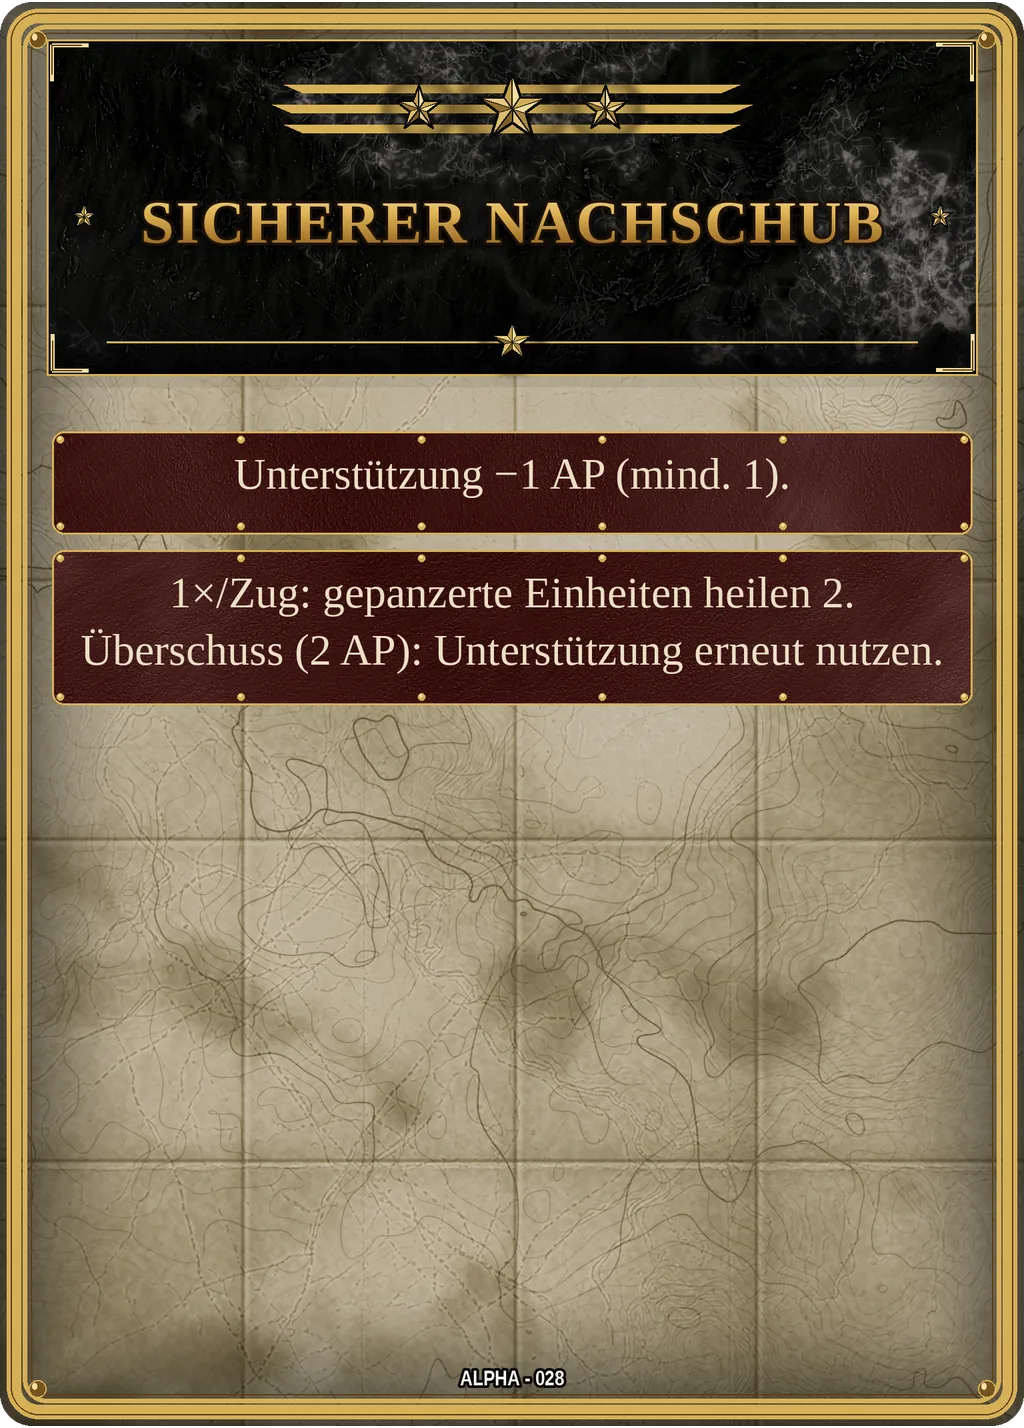 SICHERER NACHSCHUB
Unterstützung −1 AP (mind. 1).
1×/Zug: gepanzerte Einheiten heilen 2.
Überschuss (2 AP): Unterstützung erneut nutzen.
ALPHA - 028